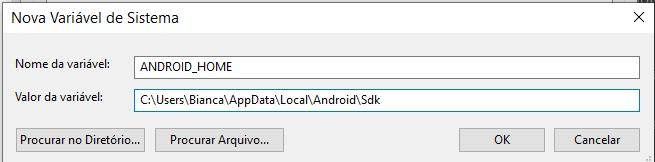 Nova Variável de Sistema
Nome da variável: ANDROID_HOME
Valor da variável: C:\Users\Bianca\AppData\Local\Android\Sdk
Procurar no Diretório... Procurar Arquivo... OK Cancelar